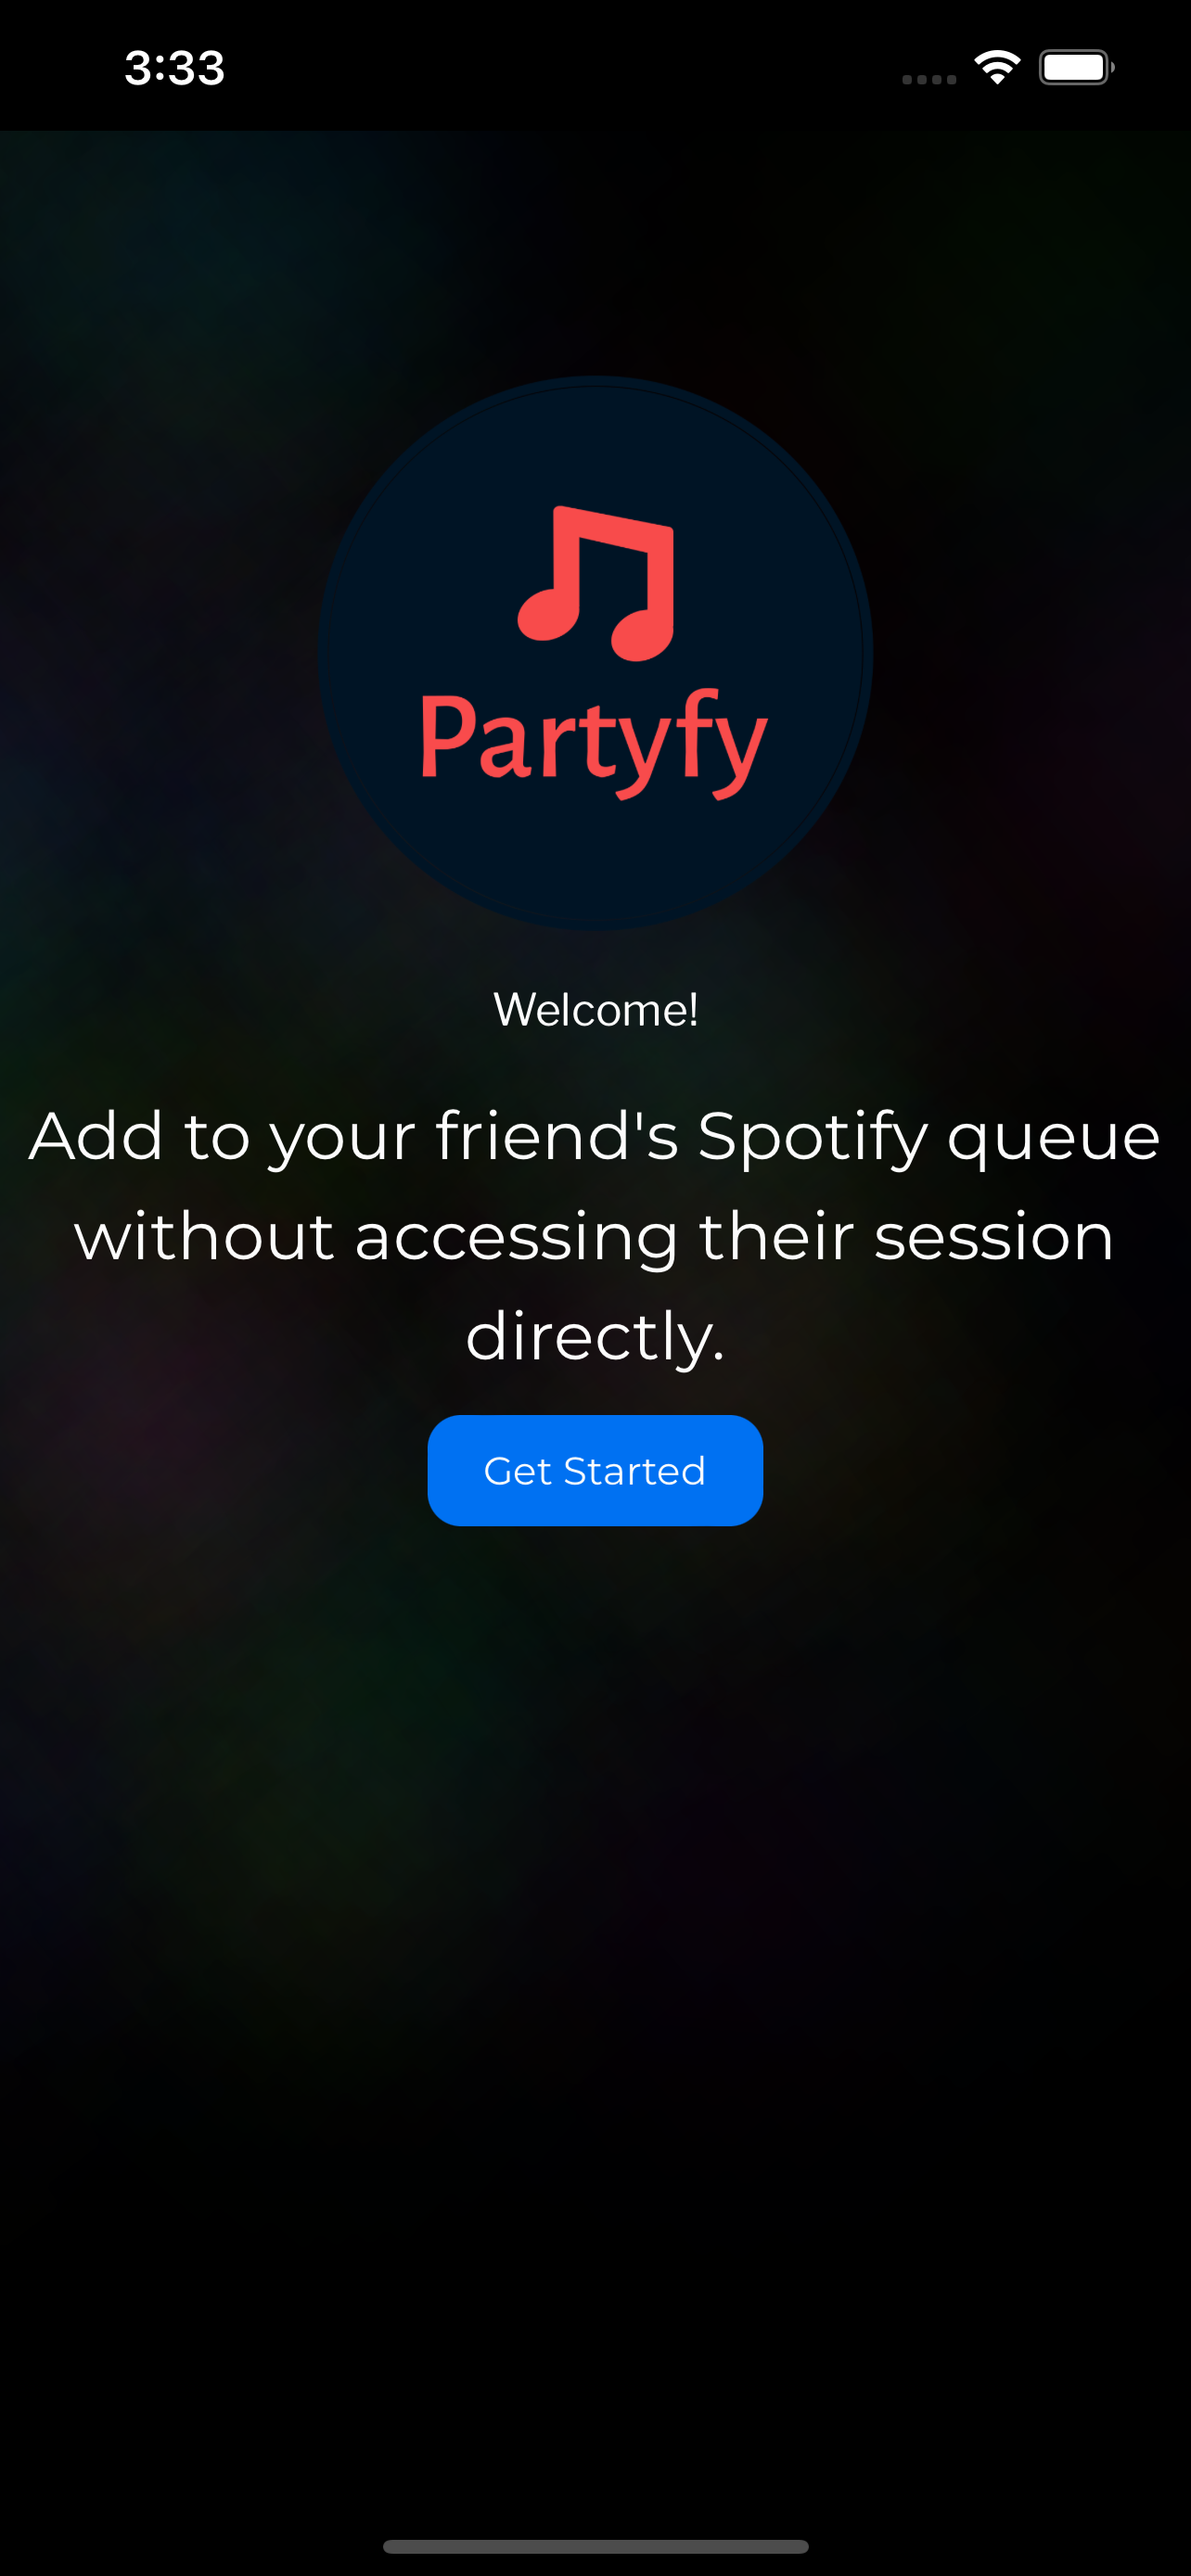 3:33
Partyfy
Welcome!
Add to your friend's Spotify queue
without accessing their session
directly.
Get Started